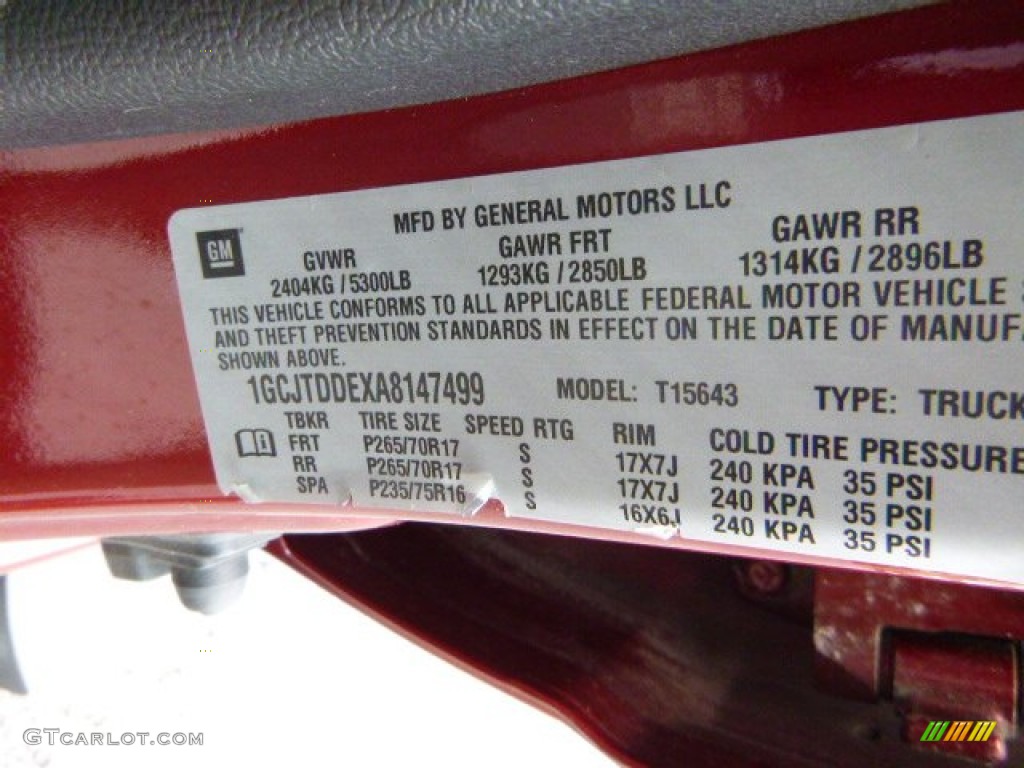 MFD BY GENERAL MOTORS LLC
GM
GVWR GAWR FRT GAWR RR
2404KG / 5300LB 1293KG / 2850LB 1314KG / 2896LB
THIS VEHICLE CONFORMS TO ALL APPLICABLE FEDERAL MOTOR VEHICLE
AND THEFT PREVENTION STANDARDS IN EFFECT ON THE DATE OF MANUF
SHOWN ABOVE.
1GCJTDDEXA8147499 MODEL: T15643 TYPE: TRUCK
TBKR TIRE SIZE SPEED RTG RIM COLD TIRE PRESSURE
FRT P265/70R17 S 17X7J 240 KPA 35 PSI
RR P265/70R17 S 17X7J 240 KPA 35 PSI
SPA P235/75R16 S 16X6J 240 KPA 35 PSI
GTCARLOT.COM